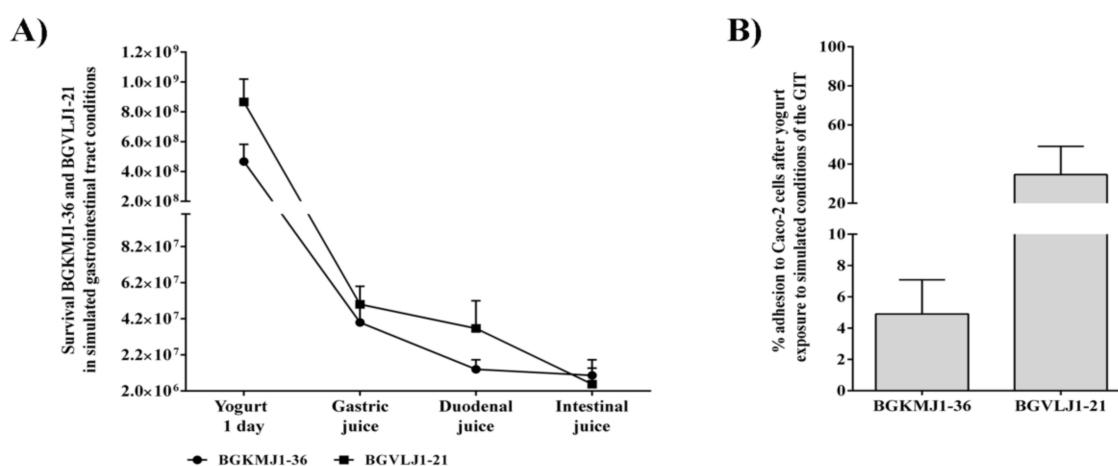 A)
Survival BGKMJ1-36 and BGVLJ1-21
in simulated gastrointestinal tract conditions
1.2×10⁹
1.0×10⁹
8.0×10⁸
6.0×10⁸
4.0×10⁸
2.0×10⁸
8.2×10⁷
6.2×10⁷
4.2×10⁷
2.2×10⁷
2.0×10⁶
Yogurt
1 day
Gastric
juice
Duodenal
juice
Intestinal
juice
BGKMJ1-36
BGVLJ1-21
B)
% adhesion to Caco-2 cells after yogurt
exposure to simulated conditions of the GIT
100
80
60
40
20
10
8
6
4
2
0
BGKMJ1-36
BGVLJ1-21